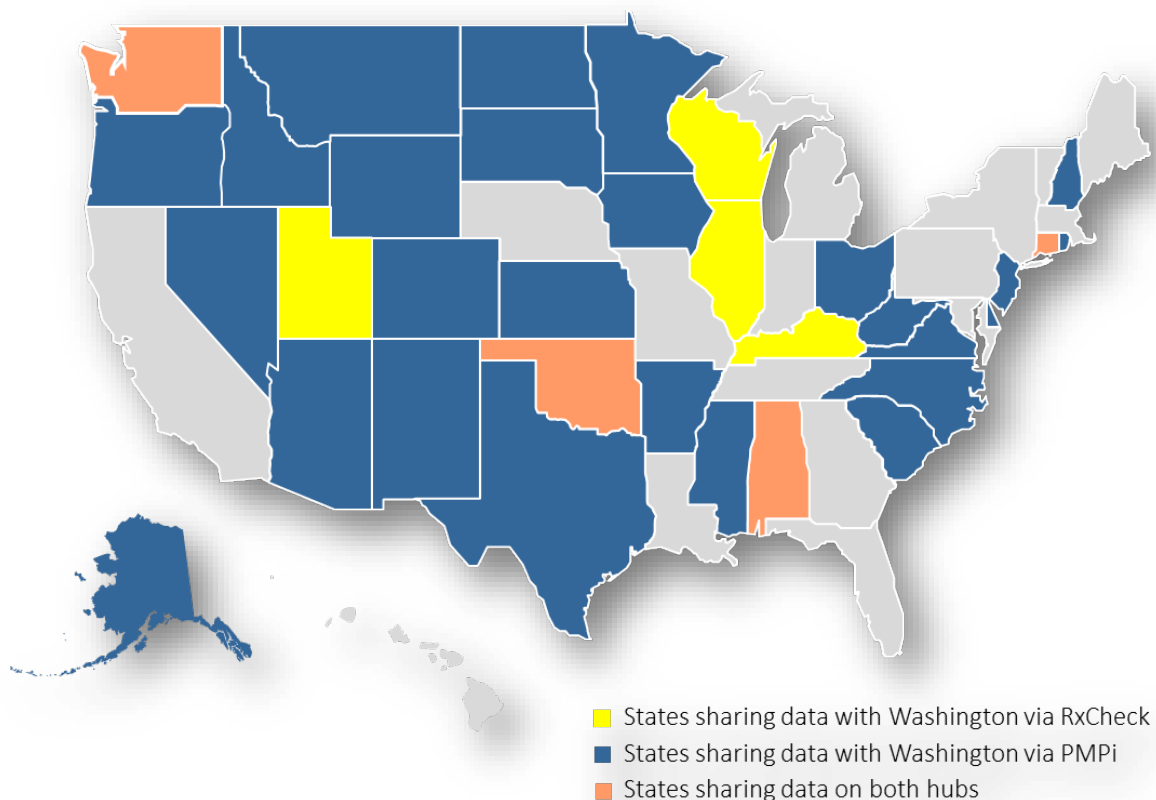 States sharing data with Washington via RxCheck
States sharing data with Washington via PMPi
States sharing data on both hubs